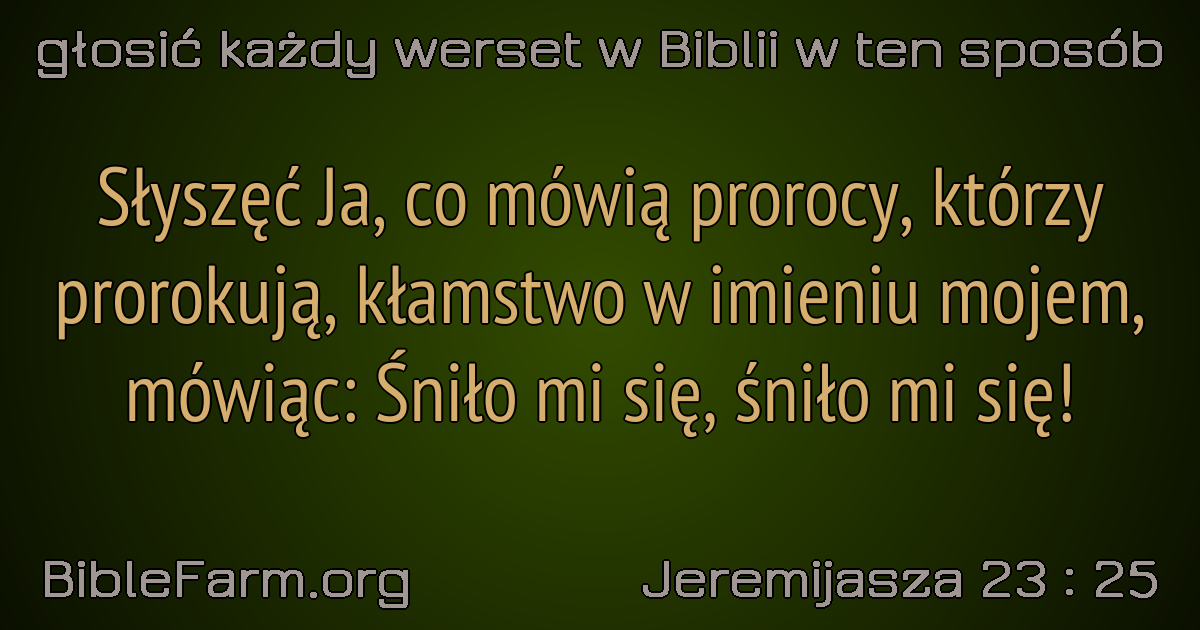 głosić każdy werset w Biblii w ten sposób
Słyszęć Ja, co mówią prorocy, którzy
prorokują, kłamstwo w imieniu mojem,
mówiąc: Śniło mi się, śniło mi się!
BibleFarm.org
Jeremijasza 23 : 25